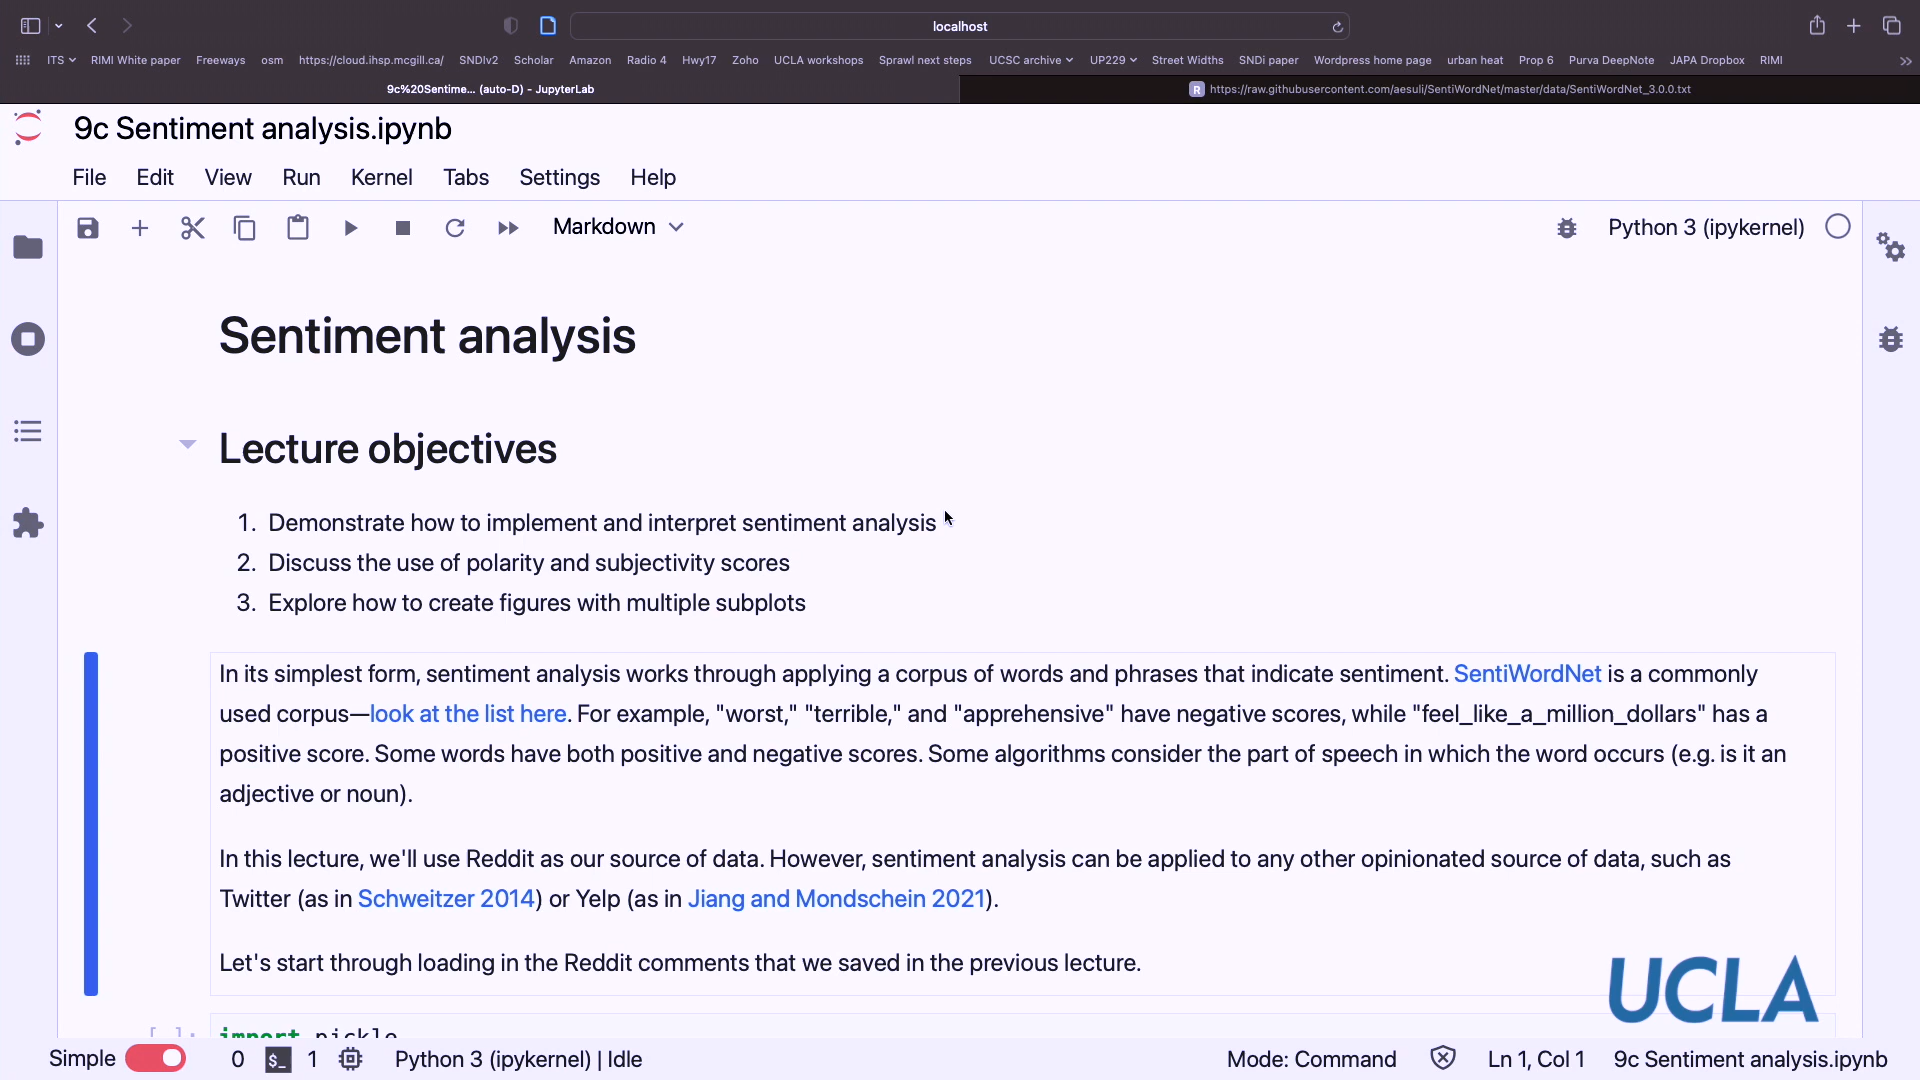 localhost
ITS RIMI White paper Freeways osm https://cloud.ihsp.mcgill.ca/ SNDIv2 Scholar Amazon Radio 4 Hwy17 Zoho UCLA workshops Sprawl next steps UCSC archive UP229 Street Widths SNDi paper Wordpress home page urban heat Prop 6 Purva DeepNote JAPA Dropbox RIMI
9c%20Sentime... (auto-D) - JupyterLab
R https://raw.githubusercontent.com/aesuli/SentiWordNet/master/data/SentiWordNet_3.0.0.txt
9c Sentiment analysis.ipynb
File Edit View Run Kernel Tabs Settings Help
Markdown Python 3 (ipykernel)
Sentiment analysis
Lecture objectives
1. Demonstrate how to implement and interpret sentiment analysis
2. Discuss the use of polarity and subjectivity scores
3. Explore how to create figures with multiple subplots
In its simplest form, sentiment analysis works through applying a corpus of words and phrases that indicate sentiment. SentiWordNet is a commonly
used corpus—look at the list here. For example, "worst," "terrible," and "apprehensive" have negative scores, while "feel_like_a_million_dollars" has a
positive score. Some words have both positive and negative scores. Some algorithms consider the part of speech in which the word occurs (e.g. is it an
adjective or noun).
In this lecture, we'll use Reddit as our source of data. However, sentiment analysis can be applied to any other opinionated source of data, such as
Twitter (as in Schweitzer 2014) or Yelp (as in Jiang and Mondschein 2021).
Let's start through loading in the Reddit comments that we saved in the previous lecture.
UCLA
[ ]: import pickle
Simple 0 $_ 1 Python 3 (ipykernel) | Idle Mode: Command Ln 1, Col 1 9c Sentiment analysis.ipynb